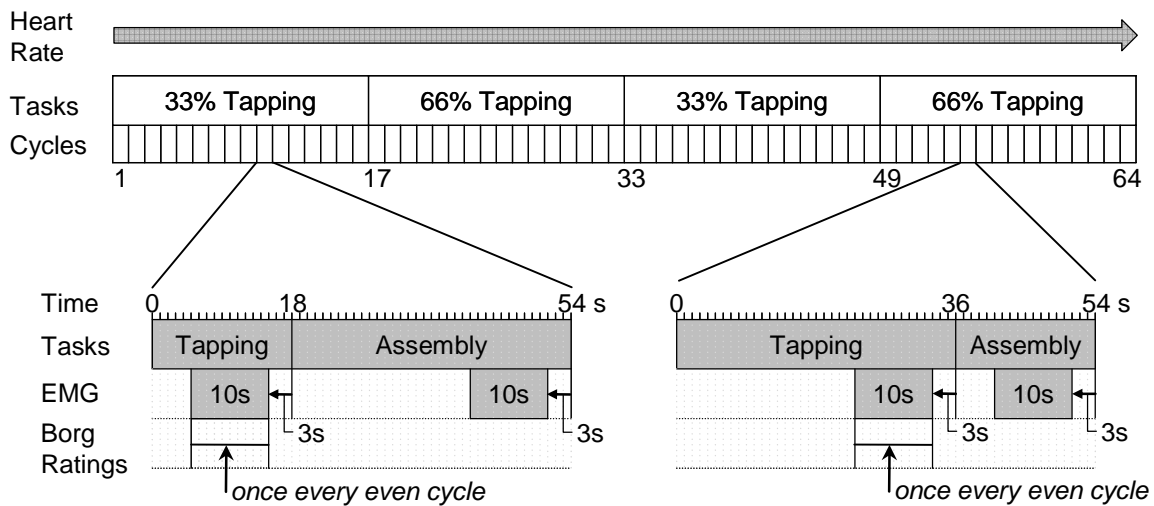 Heart
Rate
Tasks 33% Tapping 66% Tapping 33% Tapping 66% Tapping
Cycles
1 17 33 49 64
Time 0 18 54 s 0 36 54 s
Tasks Tapping Assembly Tapping Assembly
EMG 10s 10s 10s 10s
Borg 3s 3s 3s 3s
Ratings
once every even cycle once every even cycle